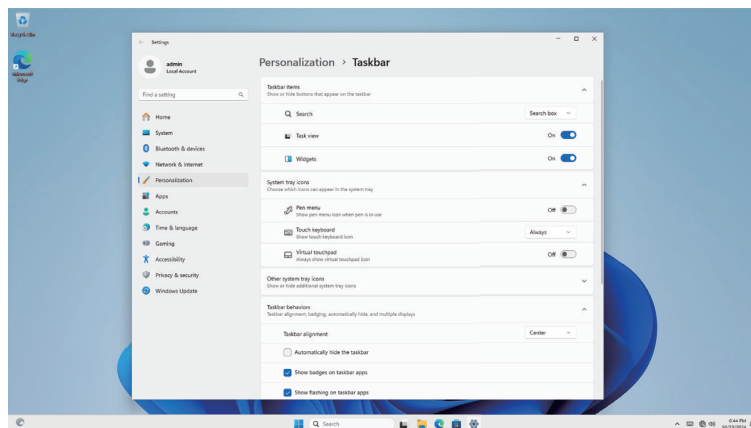 Settings
admin
Local Account
Find a setting
Home
System
Bluetooth & devices
Network & internet
Personalization
Apps
Accounts
Time & language
Gaming
Accessibility
Privacy & security
Windows Update
Personalization > Taskbar
Taskbar items
Show or hide buttons that appear on the taskbar
Search
Search box
Task view
On
Widgets
On
System tray icons
Choose which icons can appear in the system tray
Pen menu
Show pen menu icon when pen is in use
Off
Touch keyboard
Show touch keyboard icon
Always
Virtual touchpad
Always show virtual touchpad icon
Off
Other system tray icons
Show or hide additional system tray icons
Taskbar behaviors
Taskbar alignment, badging, automatically hide, and multiple displays
Taskbar alignment
Center
Automatically hide the taskbar
Show badges on taskbar apps
Show flashing on taskbar apps
Microsoft
Edge
Search
6:44 PM